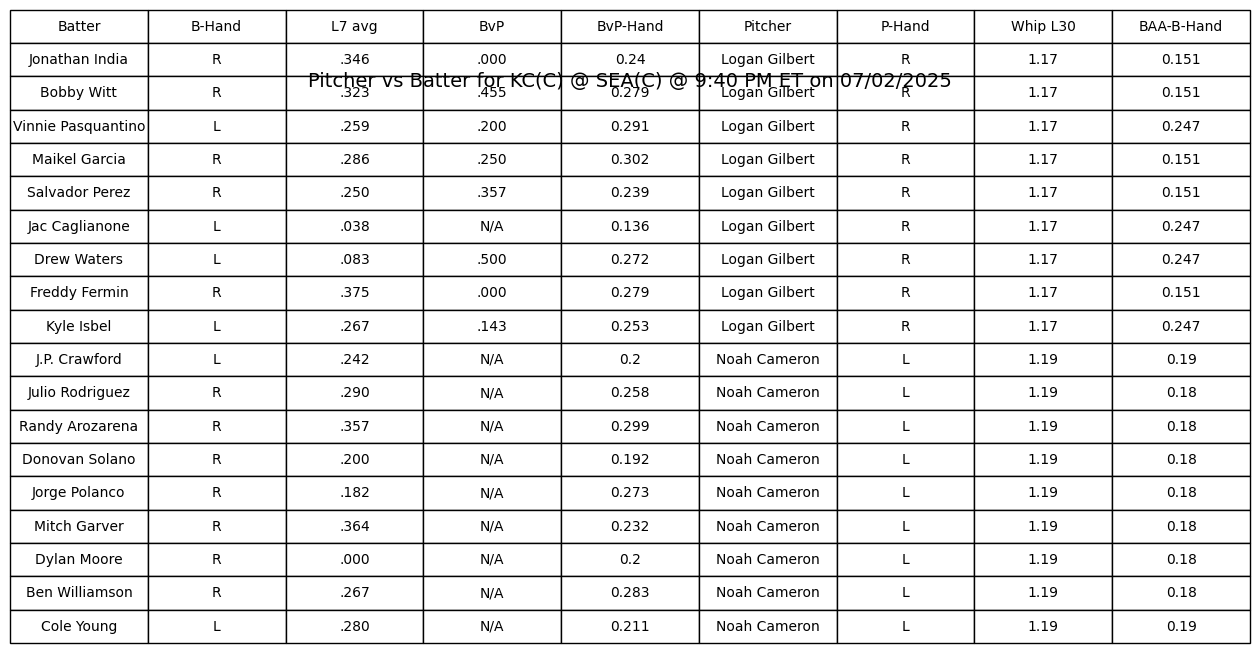 Batter B-Hand L7 avg BvP BvP-Hand Pitcher P-Hand Whip L30 BAA-B-Hand
Jonathan India R .346 .000 0.24 Logan Gilbert R 1.17 0.151
Pitcher vs Batter for KC(C) @ SEA(C) @ 9:40 PM ET on 07/02/2025
Bobby Witt R .323 .455 0.279 Logan Gilbert R 1.17 0.151
Vinnie Pasquantino L .259 .200 0.291 Logan Gilbert R 1.17 0.247
Maikel Garcia R .286 .250 0.302 Logan Gilbert R 1.17 0.151
Salvador Perez R .250 .357 0.239 Logan Gilbert R 1.17 0.151
Jac Caglianone L .038 N/A 0.136 Logan Gilbert R 1.17 0.247
Drew Waters L .083 .500 0.272 Logan Gilbert R 1.17 0.247
Freddy Fermin R .375 .000 0.279 Logan Gilbert R 1.17 0.151
Kyle Isbel L .267 .143 0.253 Logan Gilbert R 1.17 0.247
J.P. Crawford L .242 N/A 0.2 Noah Cameron L 1.19 0.19
Julio Rodriguez R .290 N/A 0.258 Noah Cameron L 1.19 0.18
Randy Arozarena R .357 N/A 0.299 Noah Cameron L 1.19 0.18
Donovan Solano R .200 N/A 0.192 Noah Cameron L 1.19 0.18
Jorge Polanco R .182 N/A 0.273 Noah Cameron L 1.19 0.18
Mitch Garver R .364 N/A 0.232 Noah Cameron L 1.19 0.18
Dylan Moore R .000 N/A 0.2 Noah Cameron L 1.19 0.18
Ben Williamson R .267 N/A 0.283 Noah Cameron L 1.19 0.18
Cole Young L .280 N/A 0.211 Noah Cameron L 1.19 0.19